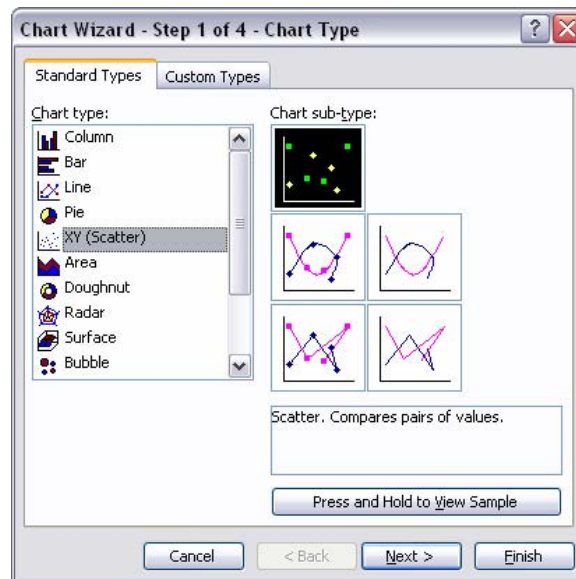 Chart Wizard - Step 1 of 4 - Chart Type
Standard Types
Custom Types
Chart type:
Column
Bar
Line
Pie
XY (Scatter)
Area
Doughnut
Radar
Surface
Bubble
Chart sub-type:
Scatter. Compares pairs of values.
Press and Hold to View Sample
Cancel
< Back
Next >
Finish